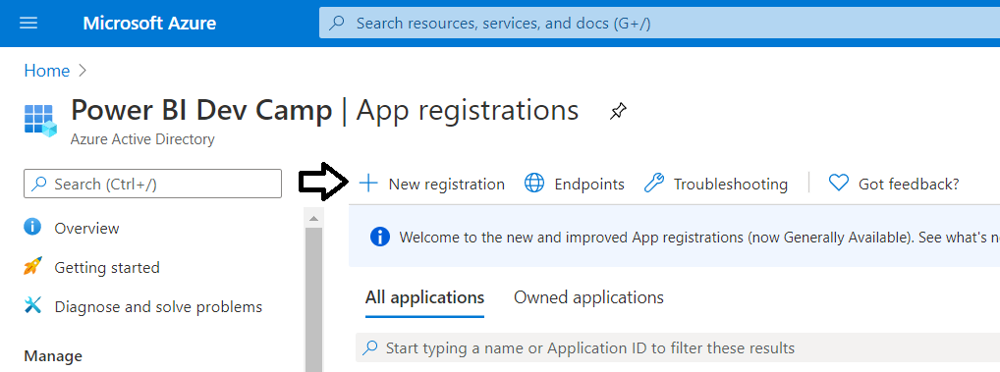 Microsoft Azure
Search resources, services, and docs (G+/)
Home
Power BI Dev Camp | App registrations
Azure Active Directory
Search (Ctrl+/)
New registration
Endpoints
Troubleshooting
Got feedback?
Overview
Getting started
Diagnose and solve problems
Manage
Welcome to the new and improved App registrations (now Generally Available). See what's n
All applications
Owned applications
Start typing a name or Application ID to filter these results